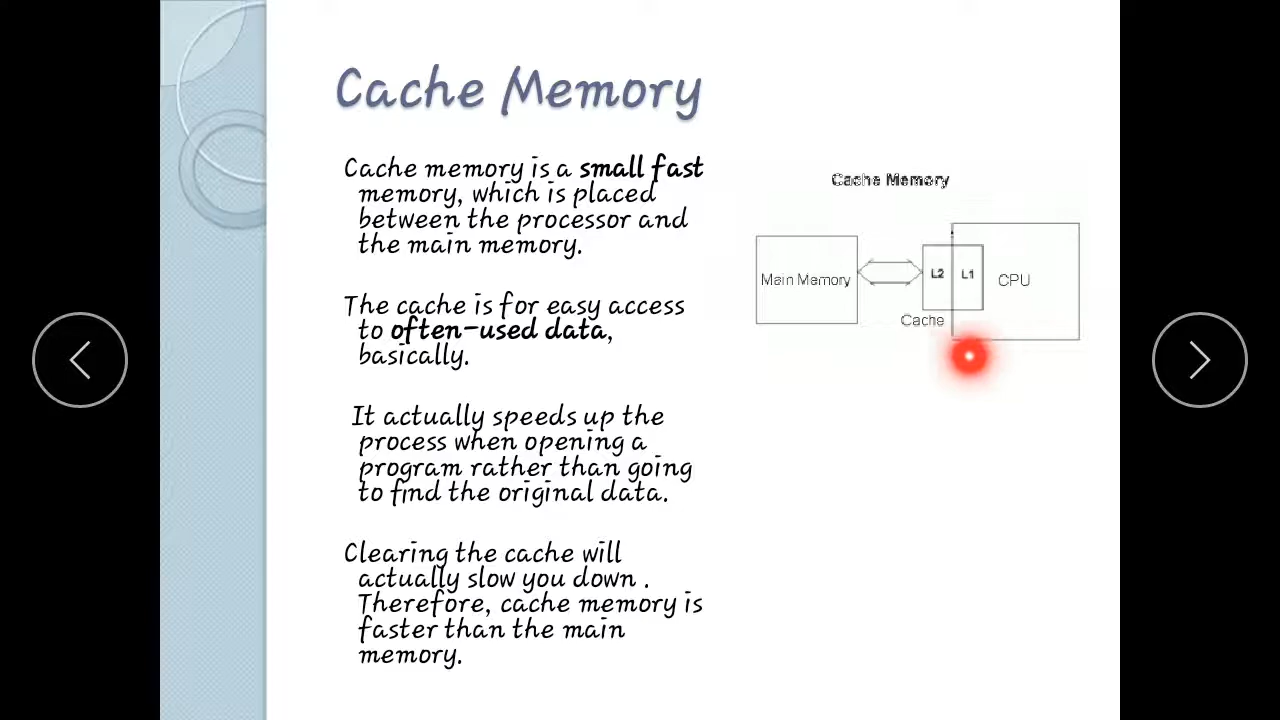 Cache Memory
Cache memory is a small fast
memory, which is placed
between the processor and
the main memory.
The cache is for easy access
to often-used data,
basically.
It actually speeds up the
process when opening a
program rather than going
to find the original data.
Clearing the cache will
actually slow you down .
Therefore, cache memory is
faster than the main
memory.
Cache Memory
Main Memory
L2
L1
CPU
Cache